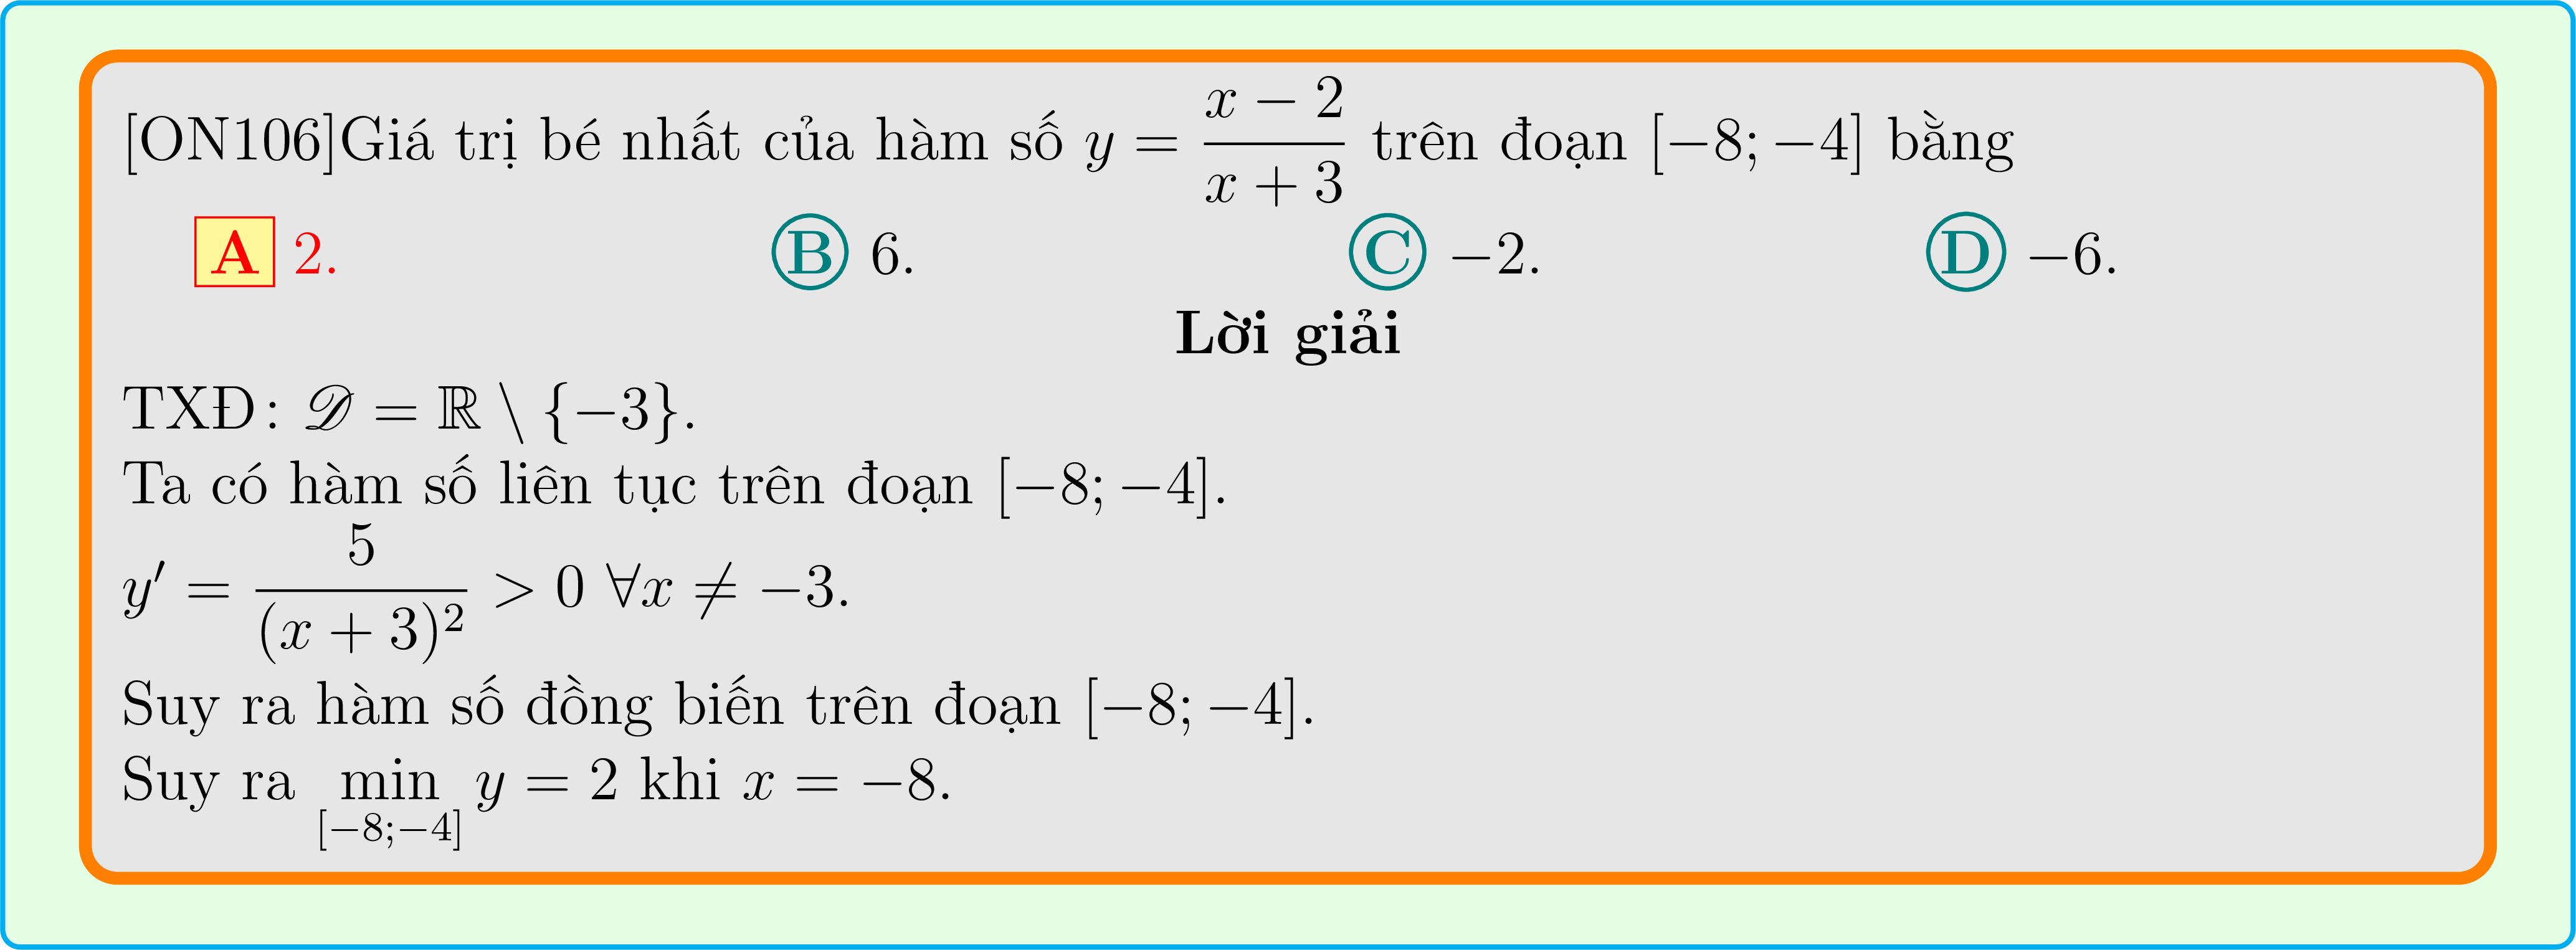 [ON106]Giá trị bé nhất của hàm số $y = \dfrac{x-2}{x+3}$ trên đoạn $[-8; -4]$ bằng
A 2. B 6. C −2. D −6.
Lời giải
TXĐ: $\mathscr{D} = \mathbb{R} \setminus \{-3\}$.
Ta có hàm số liên tục trên đoạn $[-8; -4]$.
$y' = \dfrac{5}{(x+3)^2} > 0 \ \forall x \neq -3$.
Suy ra hàm số đồng biến trên đoạn $[-8; -4]$.
Suy ra $\min\limits_{[-8;-4]} y = 2$ khi $x = -8$.